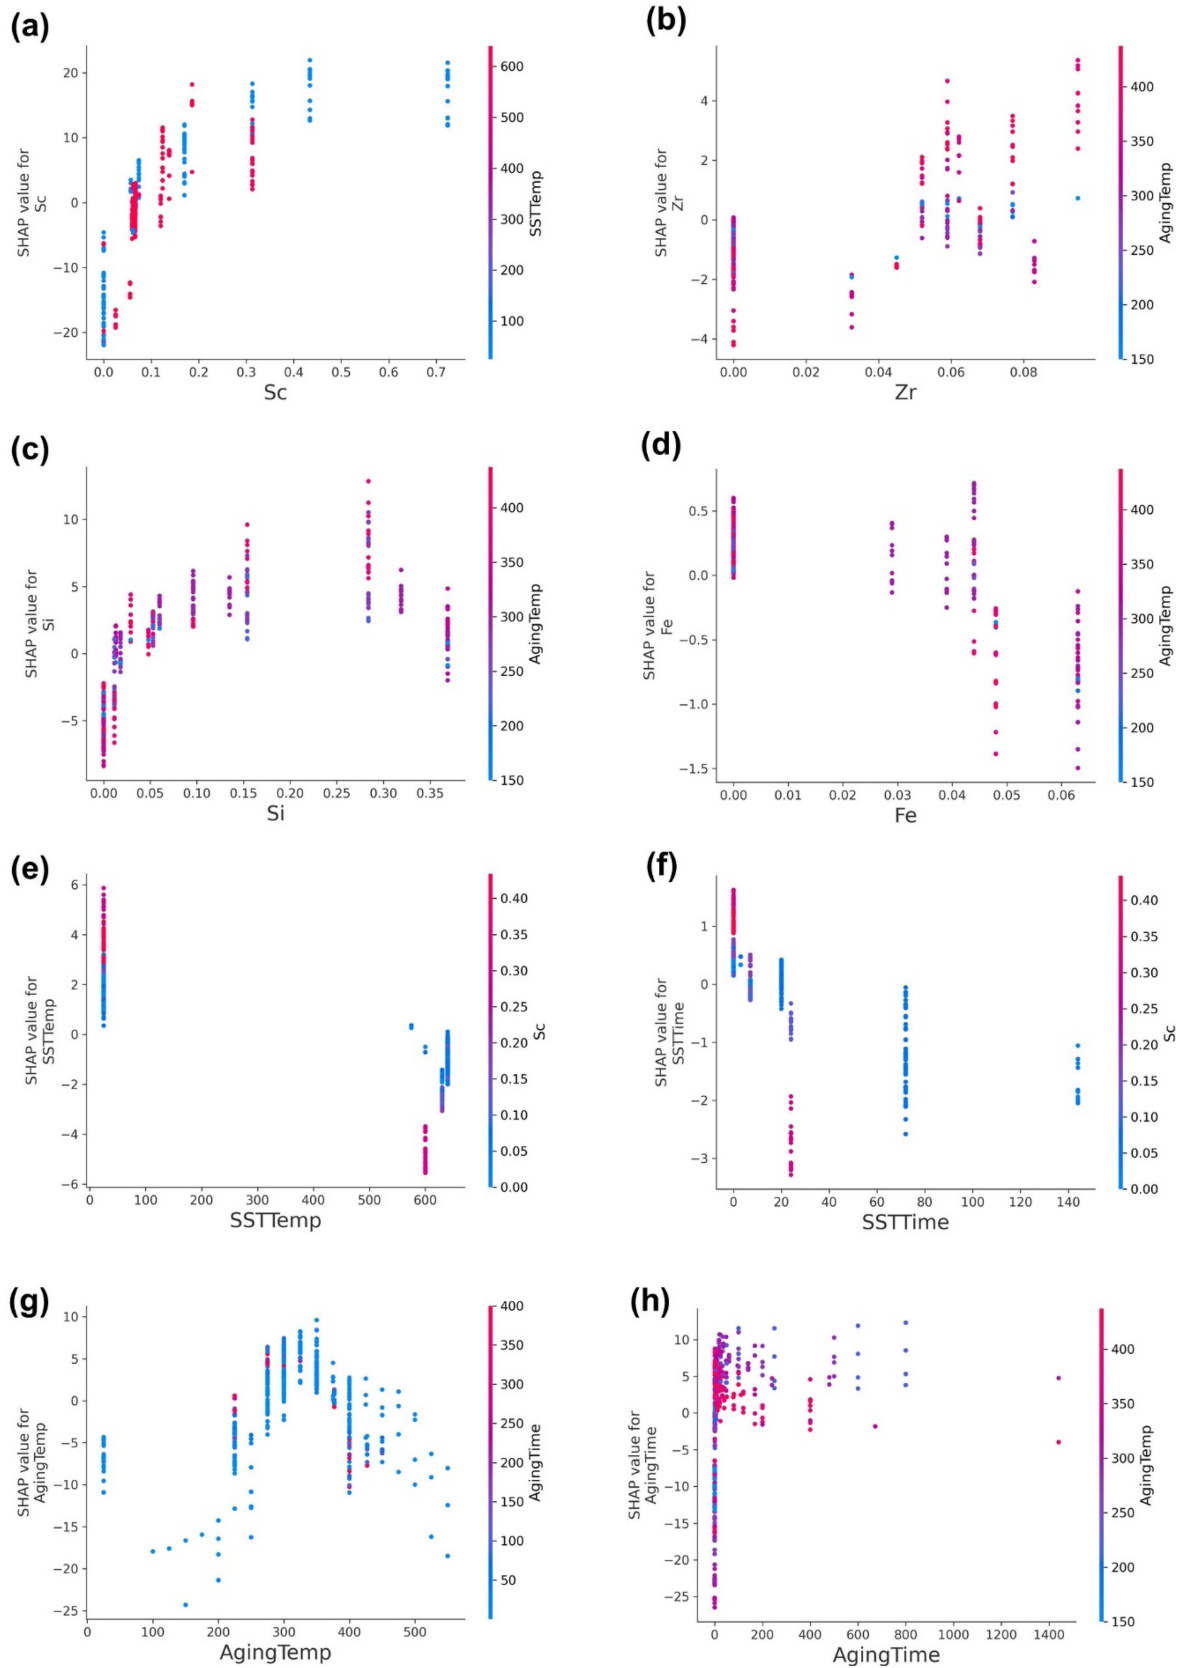 (a)
20
10
0
−10
−20
SHAP value for
Sc
0.0 0.1 0.2 0.3 0.4 0.5 0.6 0.7
Sc
600
500
400
300
200
100
SSTTemp
(b)
4
2
0
−2
−4
SHAP value for
Zr
0.00 0.02 0.04 0.06 0.08
Zr
400
350
300
250
200
150
AgingTemp
(c)
10
5
0
−5
SHAP value for
Si
0.00 0.05 0.10 0.15 0.20 0.25 0.30 0.35
Si
400
350
300
250
200
150
AgingTemp
(d)
0.5
0.0
−0.5
−1.0
−1.5
SHAP value for
Fe
0.00 0.01 0.02 0.03 0.04 0.05 0.06
Fe
400
350
300
250
200
150
AgingTemp
(e)
6
4
2
0
−2
−4
−6
SHAP value for
SSTTemp
0 100 200 300 400 500 600
SSTTemp
0.40
0.35
0.30
0.25
0.20
0.15
0.10
0.05
0.00
Sc
(f)
1
0
−1
−2
−3
SHAP value for
SSTTime
0 20 40 60 80 100 120 140
SSTTime
0.40
0.35
0.30
0.25
0.20
0.15
0.10
0.05
0.00
Sc
(g)
10
5
0
−5
−10
−15
−20
−25
SHAP value for
AgingTemp
0 100 200 300 400 500
AgingTemp
400
350
300
250
200
150
100
50
AgingTime
(h)
10
5
0
−5
−10
−15
−20
−25
SHAP value for
AgingTime
0 200 400 600 800 1000 1200 1400
AgingTime
400
350
300
250
200
150
AgingTemp